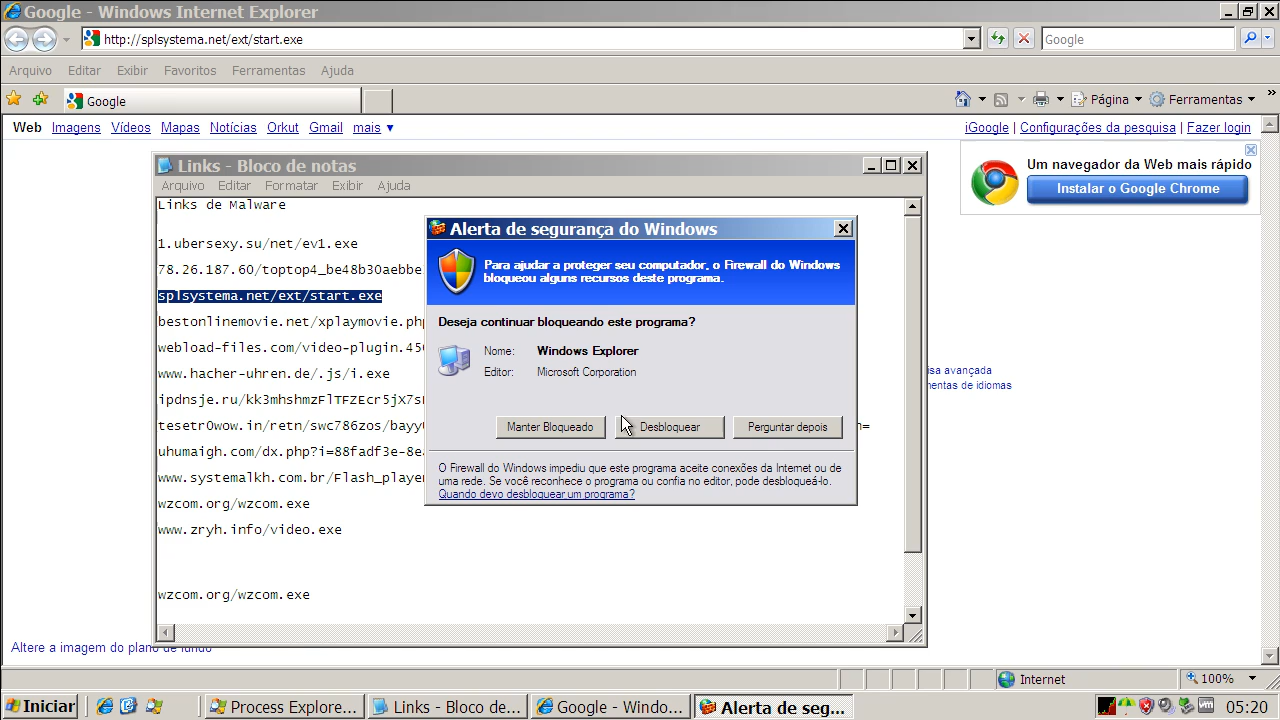 Google - Windows Internet Explorer
http://splsystema.net/ext/start.exe
Google
Arquivo Editar Exibir Favoritos Ferramentas Ajuda
Google
Página Ferramentas »
Web Imagens Vídeos Mapas Notícias Orkut Gmail mais ▼
iGoogle | Configurações da pesquisa | Fazer login
Um navegador da Web mais rápido
Instalar o Google Chrome
Links - Bloco de notas
Arquivo Editar Formatar Exibir Ajuda
Links de Malware
1.ubersexy.su/net/ev1.exe
78.26.187.60/toptop4_be48b30aebbe
splsystema.net/ext/start.exe
bestonlinemovie.net/xplaymovie.php
webload-files.com/video-plugin.450
www.hacher-uhren.de/.js/i.exe
ipdnsje.ru/kk3mhshmzFlTFZEcr5jX7s
tesetr0wow.in/retn/swc786zos/bayy
uhumaigh.com/dx.php?i=88fadf3e-8e
www.systemalkh.com.br/Flash_player
wzcom.org/wzcom.exe
www.zryh.info/video.exe
wzcom.org/wzcom.exe
Alerta de segurança do Windows
Para ajudar a proteger seu computador, o Firewall do Windows
bloqueou alguns recursos deste programa.
Deseja continuar bloqueando este programa?
Nome: Windows Explorer
Editor: Microsoft Corporation
Manter Bloqueado Desbloquear Perguntar depois
O Firewall do Windows impediu que este programa aceite conexões da Internet ou de
uma rede. Se você reconhece o programa ou confia no editor, pode desbloqueá-lo.
Quando devo desbloquear um programa?
isa avançada
mentas de idiomas
Altere a imagem do plano de fundo
Internet
100%
Iniciar
Process Explore...
Links - Bloco de...
Google - Windo...
Alerta de seg...
05:20